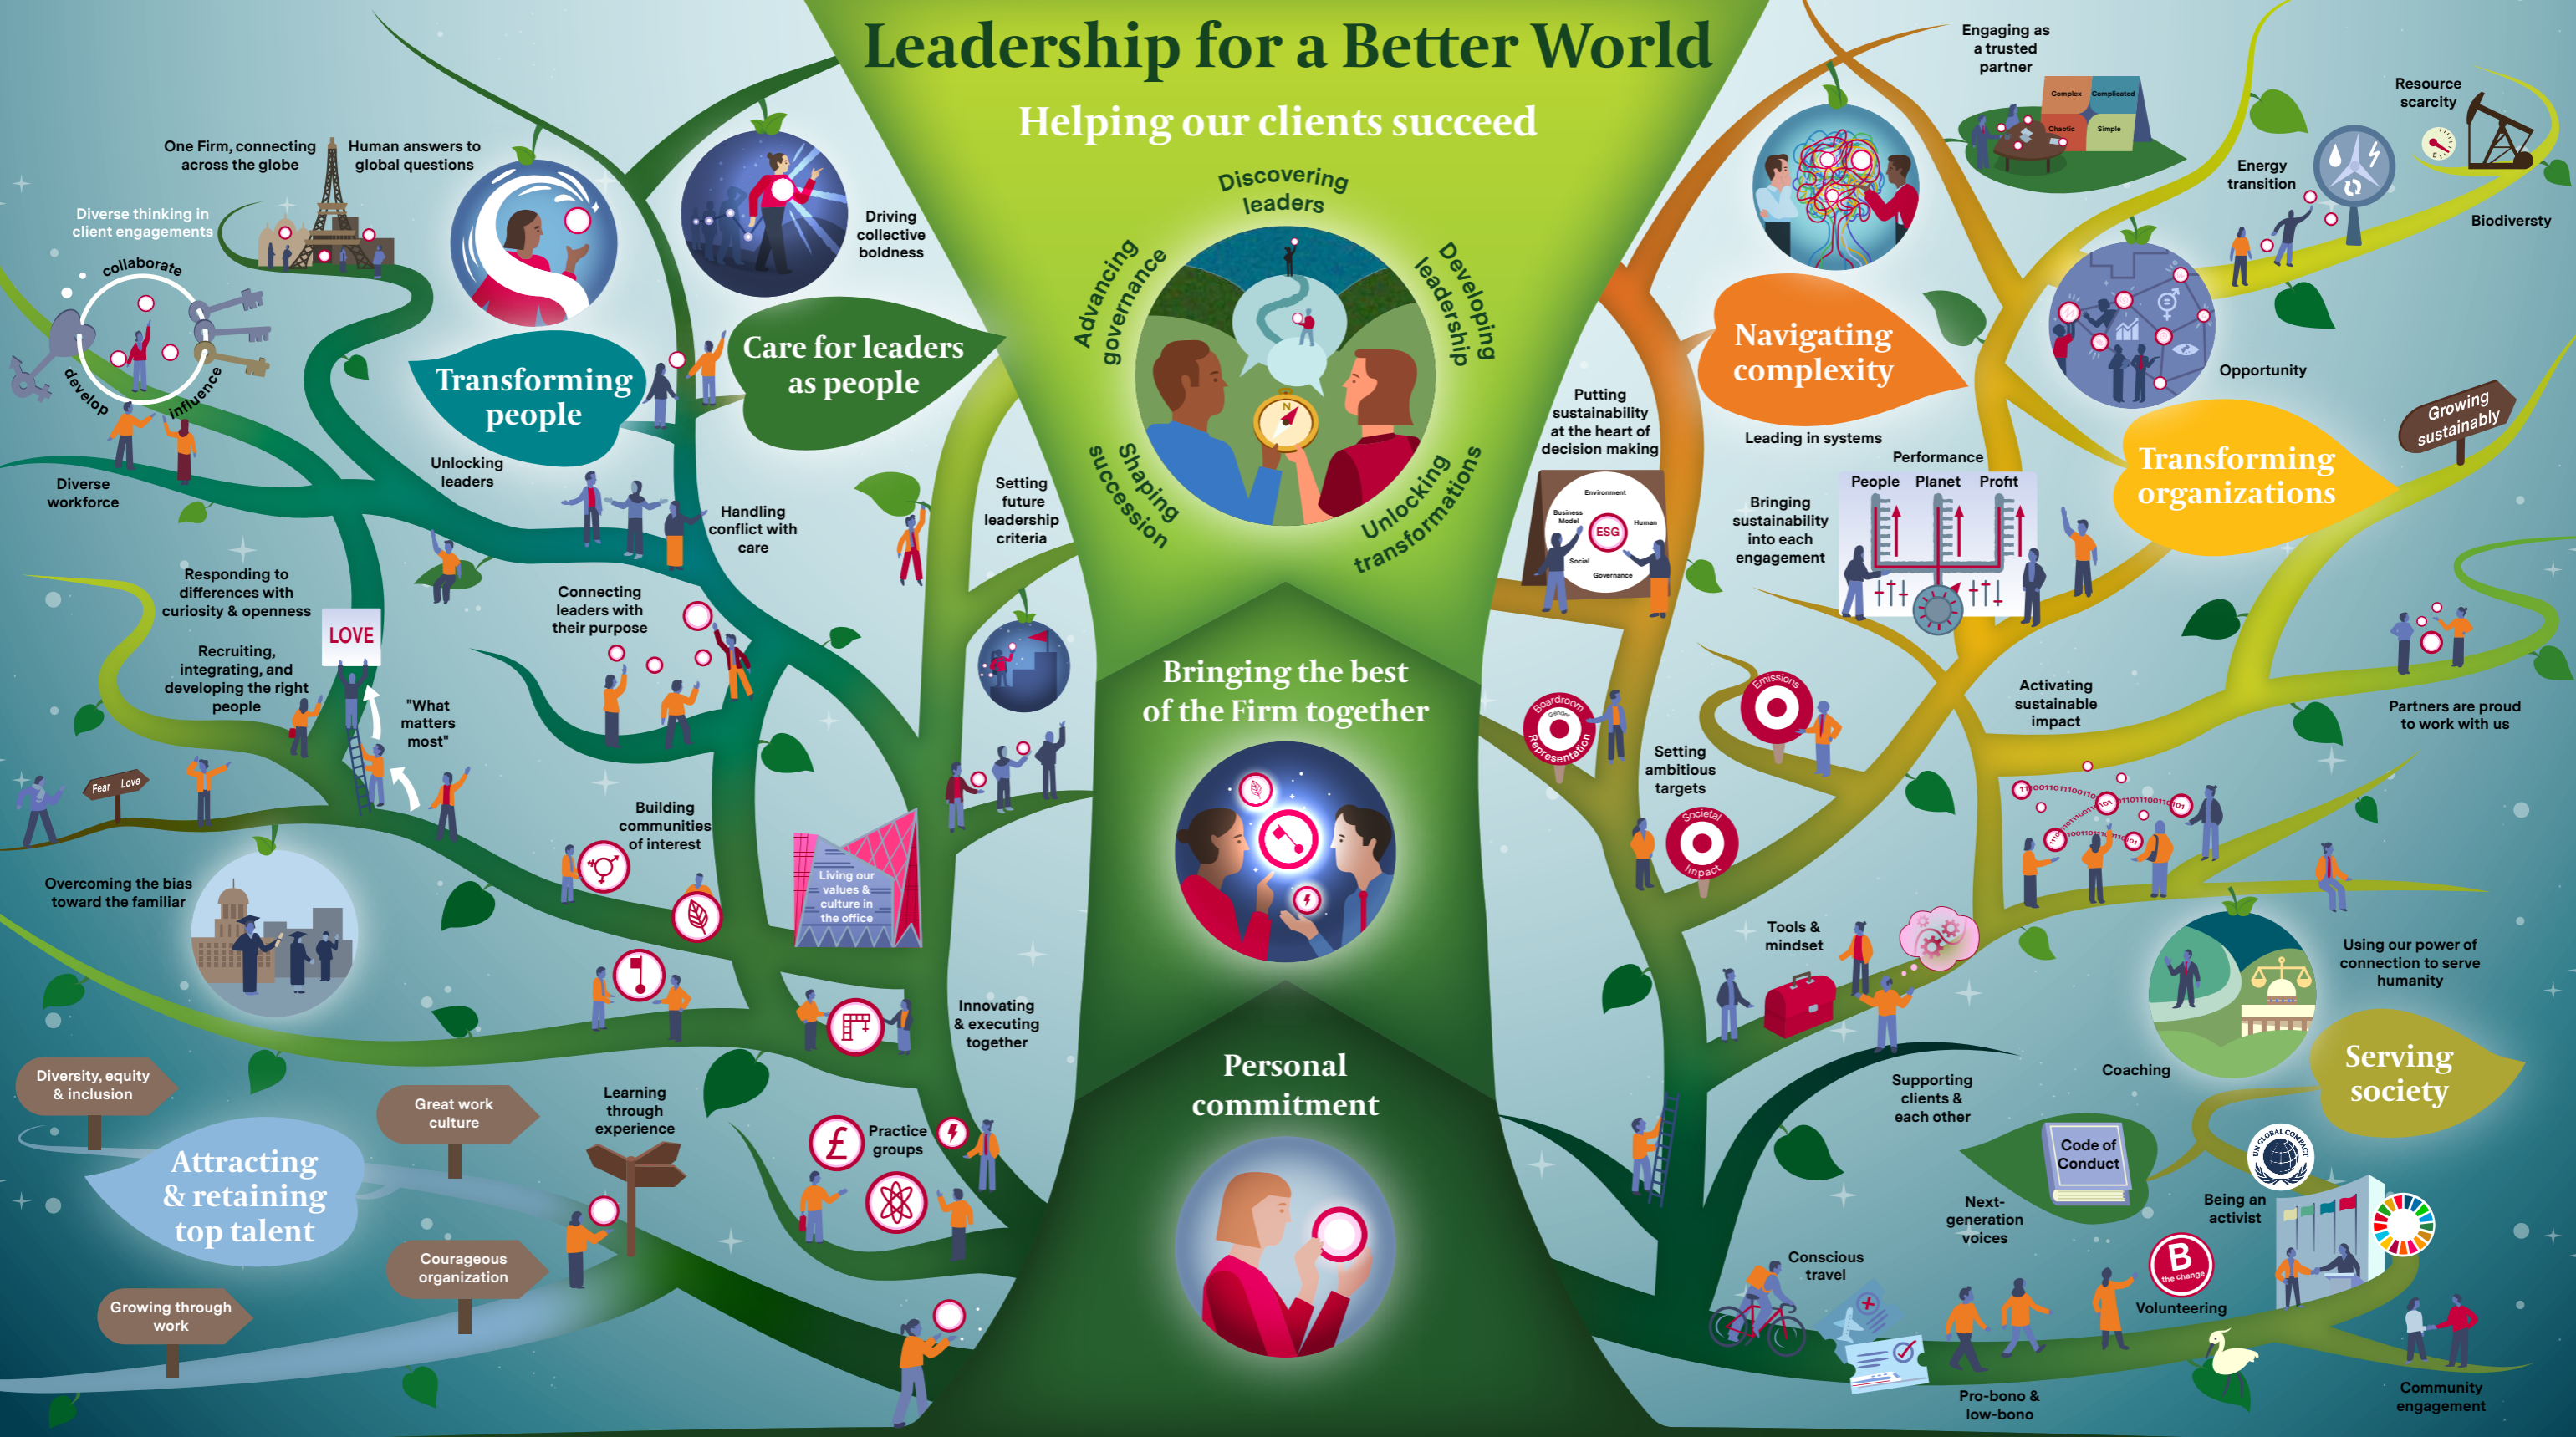 Leadership for a Better World
Helping our clients succeed
Discovering
leaders
Advancing
governance
Developing
leadership
Shaping
succession
Unlocking
transformations
Bringing the best
of the Firm together
Personal
commitment
One Firm, connecting
across the globe
Human answers to
global questions
Diverse thinking in
client engagements
collaborate
develop
influence
Diverse
workforce
Driving
collective
boldness
Transforming
people
Care for leaders
as people
Unlocking
leaders
Handling
conflict with
care
Setting
future
leadership
criteria
Responding to
differences with
curiosity & openness
LOVE
Recruiting,
integrating, and
developing the right
people
"What
matters
most"
Connecting
leaders with
their purpose
Fear
Love
Overcoming the bias
toward the familiar
Building
communities
of interest
Living our
values &
culture in
the office
Innovating
& executing
together
Diversity, equity
& inclusion
Great work
culture
Learning
through
experience
Practice
groups
£
Attracting
& retaining
top talent
Courageous
organization
Growing through
work
Engaging as
a trusted
partner
Complex
Complicated
Chaotic
Simple
Resource
scarcity
E
Energy
transition
Biodiversty
Opportunity
Navigating
complexity
Leading in systems
Transforming
organizations
Growing
sustainably
Putting
sustainability
at the heart of
decision making
Environment
Business
Model
Human
ESG
Social
Governance
Performance
People
Planet
Profit
Bringing
sustainability
into each
engagement
Boardroom
Gender
Representation
Emissions
Setting
ambitious
targets
Societal
Impact
Activating
sustainable
impact
Partners are proud
to work with us
Tools &
mindset
Using our power of
connection to serve
humanity
Coaching
Serving
society
Supporting
clients &
each other
Code of
Conduct
UN GLOBAL COMPACT
Next-
generation
voices
Being an
activist
B
the change
Volunteering
Conscious
travel
Pro-bono &
low-bono
Community
engagement
N